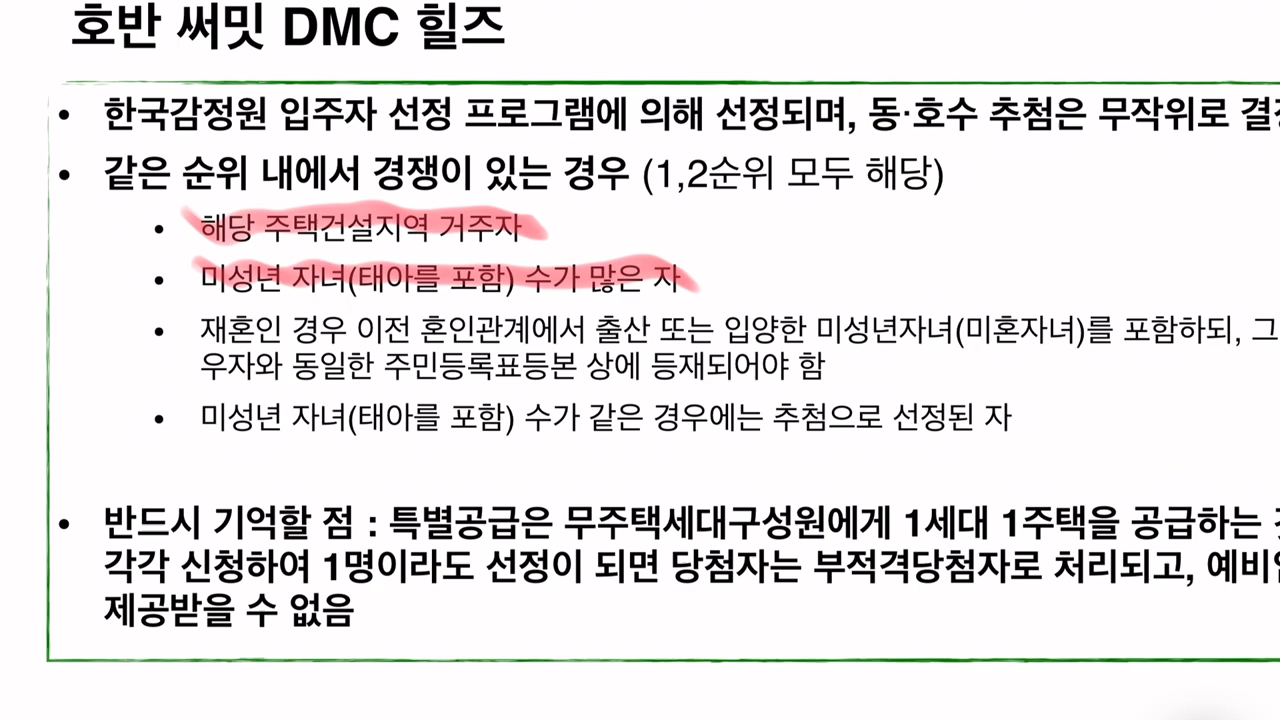 호반 써밋 DMC 힐즈
• 한국감정원 입주자 선정 프로그램에 의해 선정되며, 동·호수 추첨은 무작위로
• 같은 순위 내에서 경쟁이 있는 경우 (1,2순위 모두 해당)
• 해당 주택건설지역 거주자
• 미성년 자녀(태아를 포함) 수가 많은 자
• 재혼인 경우 이전 혼인관계에서 출산 또는 입양한 미성년자녀(미혼자녀)를 포함하되, 그
우자와 동일한 주민등록표등본 상에 등재되어야 함
• 미성년 자녀(태아를 포함) 수가 같은 경우에는 추첨으로 선정된 자
• 반드시 기억할 점 : 특별공급은 무주택세대구성원에게 1세대 1주택을 공급하는
각각 신청하여 1명이라도 선정이 되면 당첨자는 부적격당첨자로 처리되고,
제공받을 수 없음